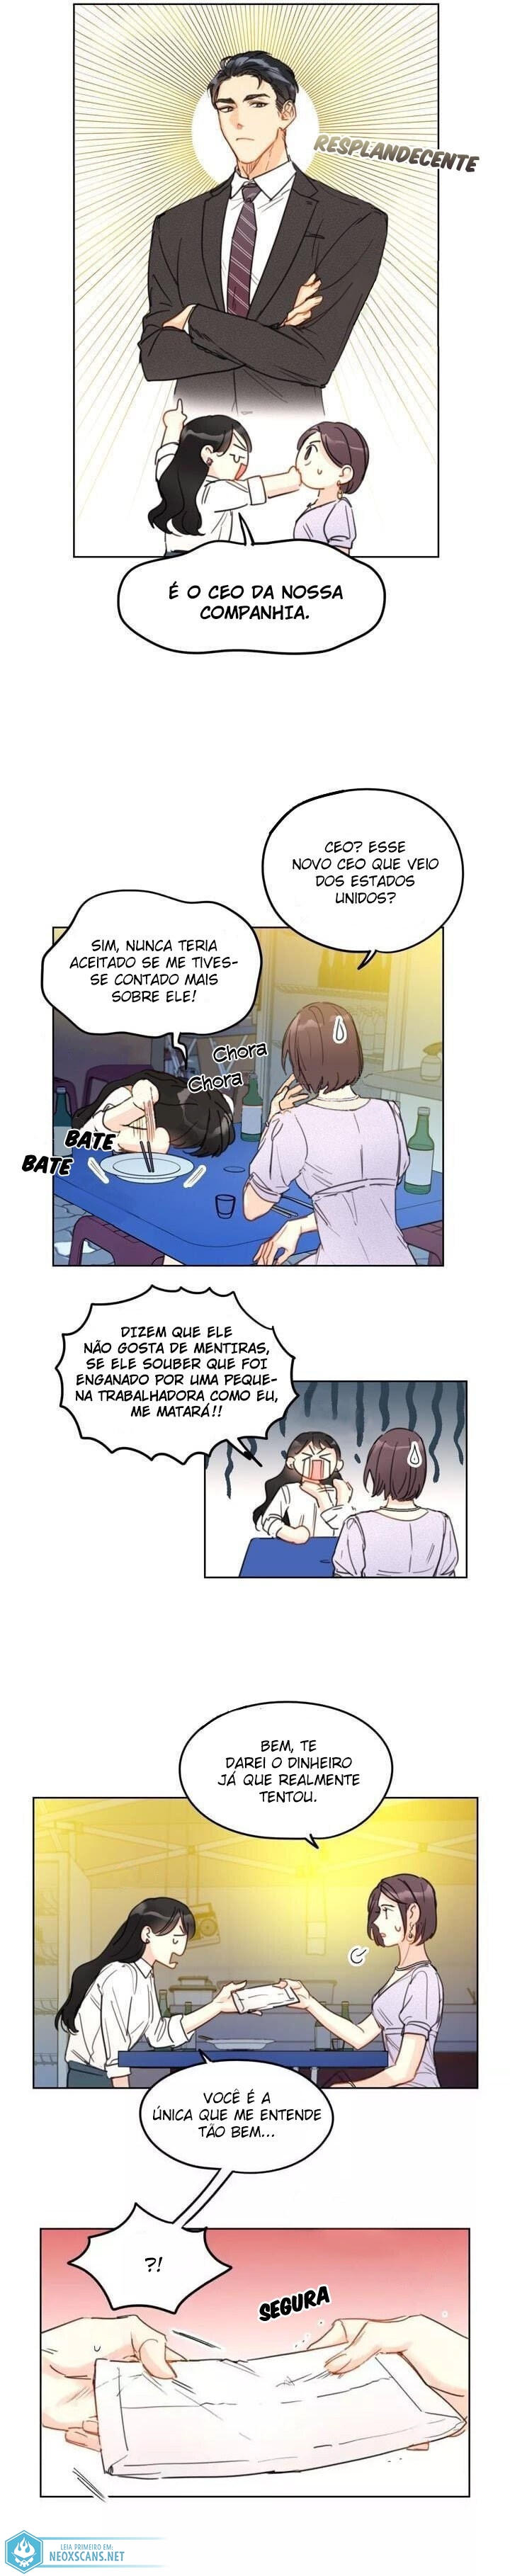 RESPLANDECENTE
É O CEO DA NOSSA
COMPANHIA.
CEO? ESSE
NOVO CEO QUE VEIO
DOS ESTADOS
UNIDOS?
SIM, NUNCA TERIA
ACEITADO SE ME TIVES-
SE CONTADO MAIS
SOBRE ELE!
Chora
Chora
BATE
BATE
DIZEM QUE ELE
NÃO GOSTA DE MENTIRAS,
SE ELE SOUBER QUE FOI
ENGANADO POR UMA PEQUE-
NA TRABALHADORA COMO EU,
ME MATARÁ!!
BEM, TE
DAREI O DINHEIRO
JÁ QUE REALMENTE
TENTOU.
VOCÊ É A
ÚNICA QUE ME ENTENDE
TÃO BEM...
?!
SEGURA
LEIA PRIMEIRO EM:
NEOXSCANS.NET